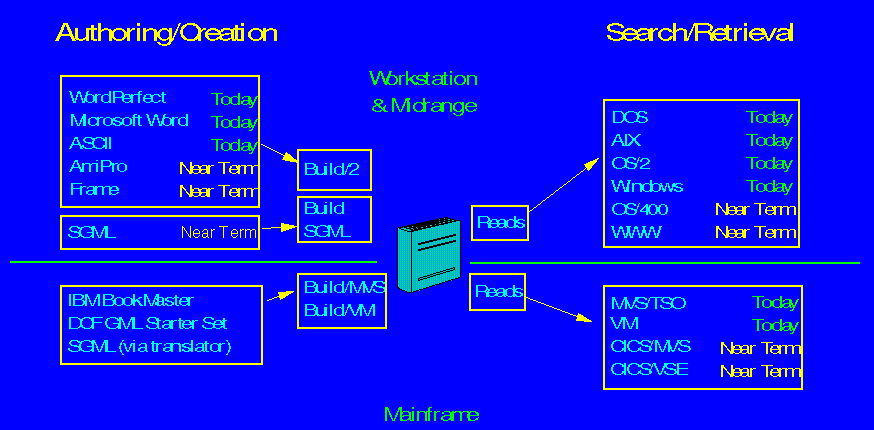 Authoring/Creation
Search/Retrieval
Workstation
& Midrange
WordPerfect Today
Microsoft Word Today
ASCII Today
AmiPro Near Term
Frame Near Term
SGML Near Term
Build/2
Build
SGML
Reads
DOS Today
AIX Today
OS/2 Today
Windows Today
OS/400 Near Term
WWW Near Term
IBM BookMaster
DCF GML Starter Set
SGML (via translator)
Build/MVS
Build/VM
Reads
MVS/TSO Today
VM Today
CICS/MVS Near Term
CICS/VSE Near Term
Mainframe